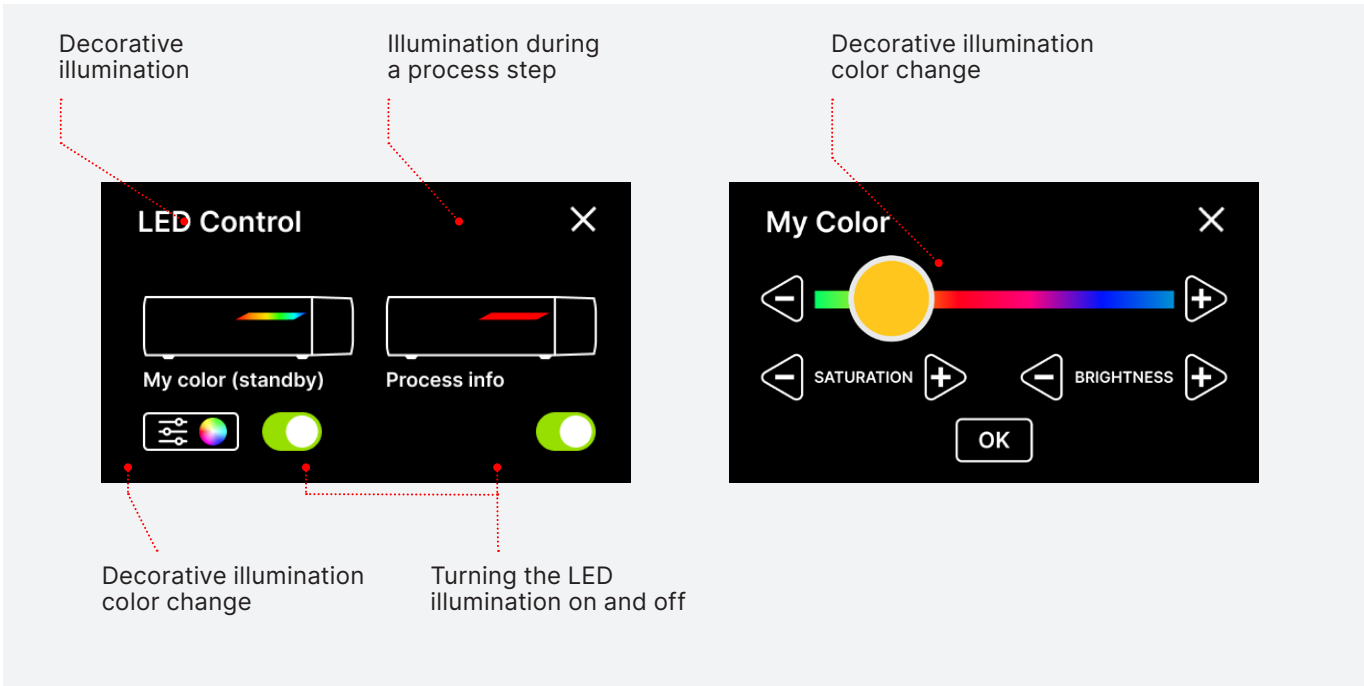 Decorative
illumination
Illumination during
a process step
Decorative illumination
color change
LED Control
My color (standby)
Process info
My Color
SATURATION
BRIGHTNESS
OK
Decorative illumination
color change
Turning the LED
illumination on and off